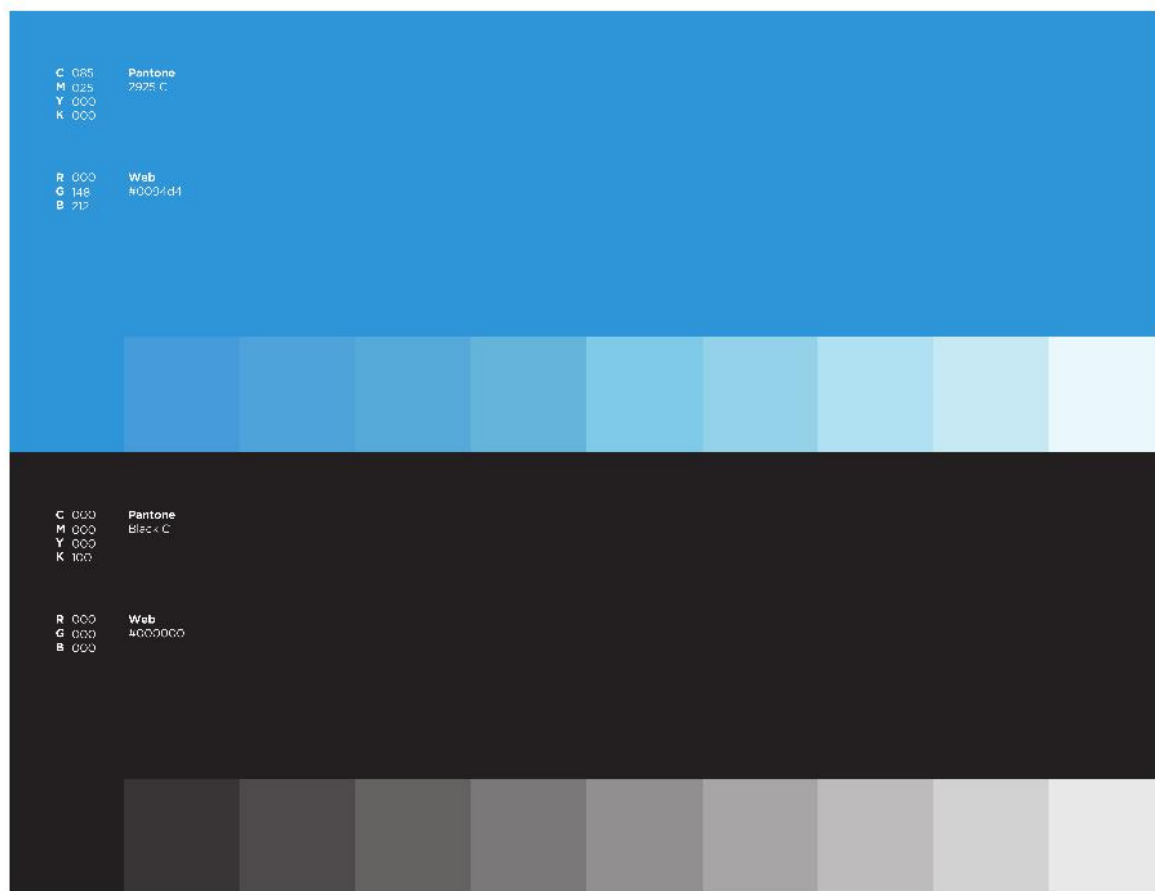 C 085
M 025
Y 000
K 000
Pantone
2925 C
R 000
G 148
B 212
Web
#0094d4
C 000
M 000
Y 000
K 100
Pantone
Black C
R 000
G 000
B 000
Web
#000000